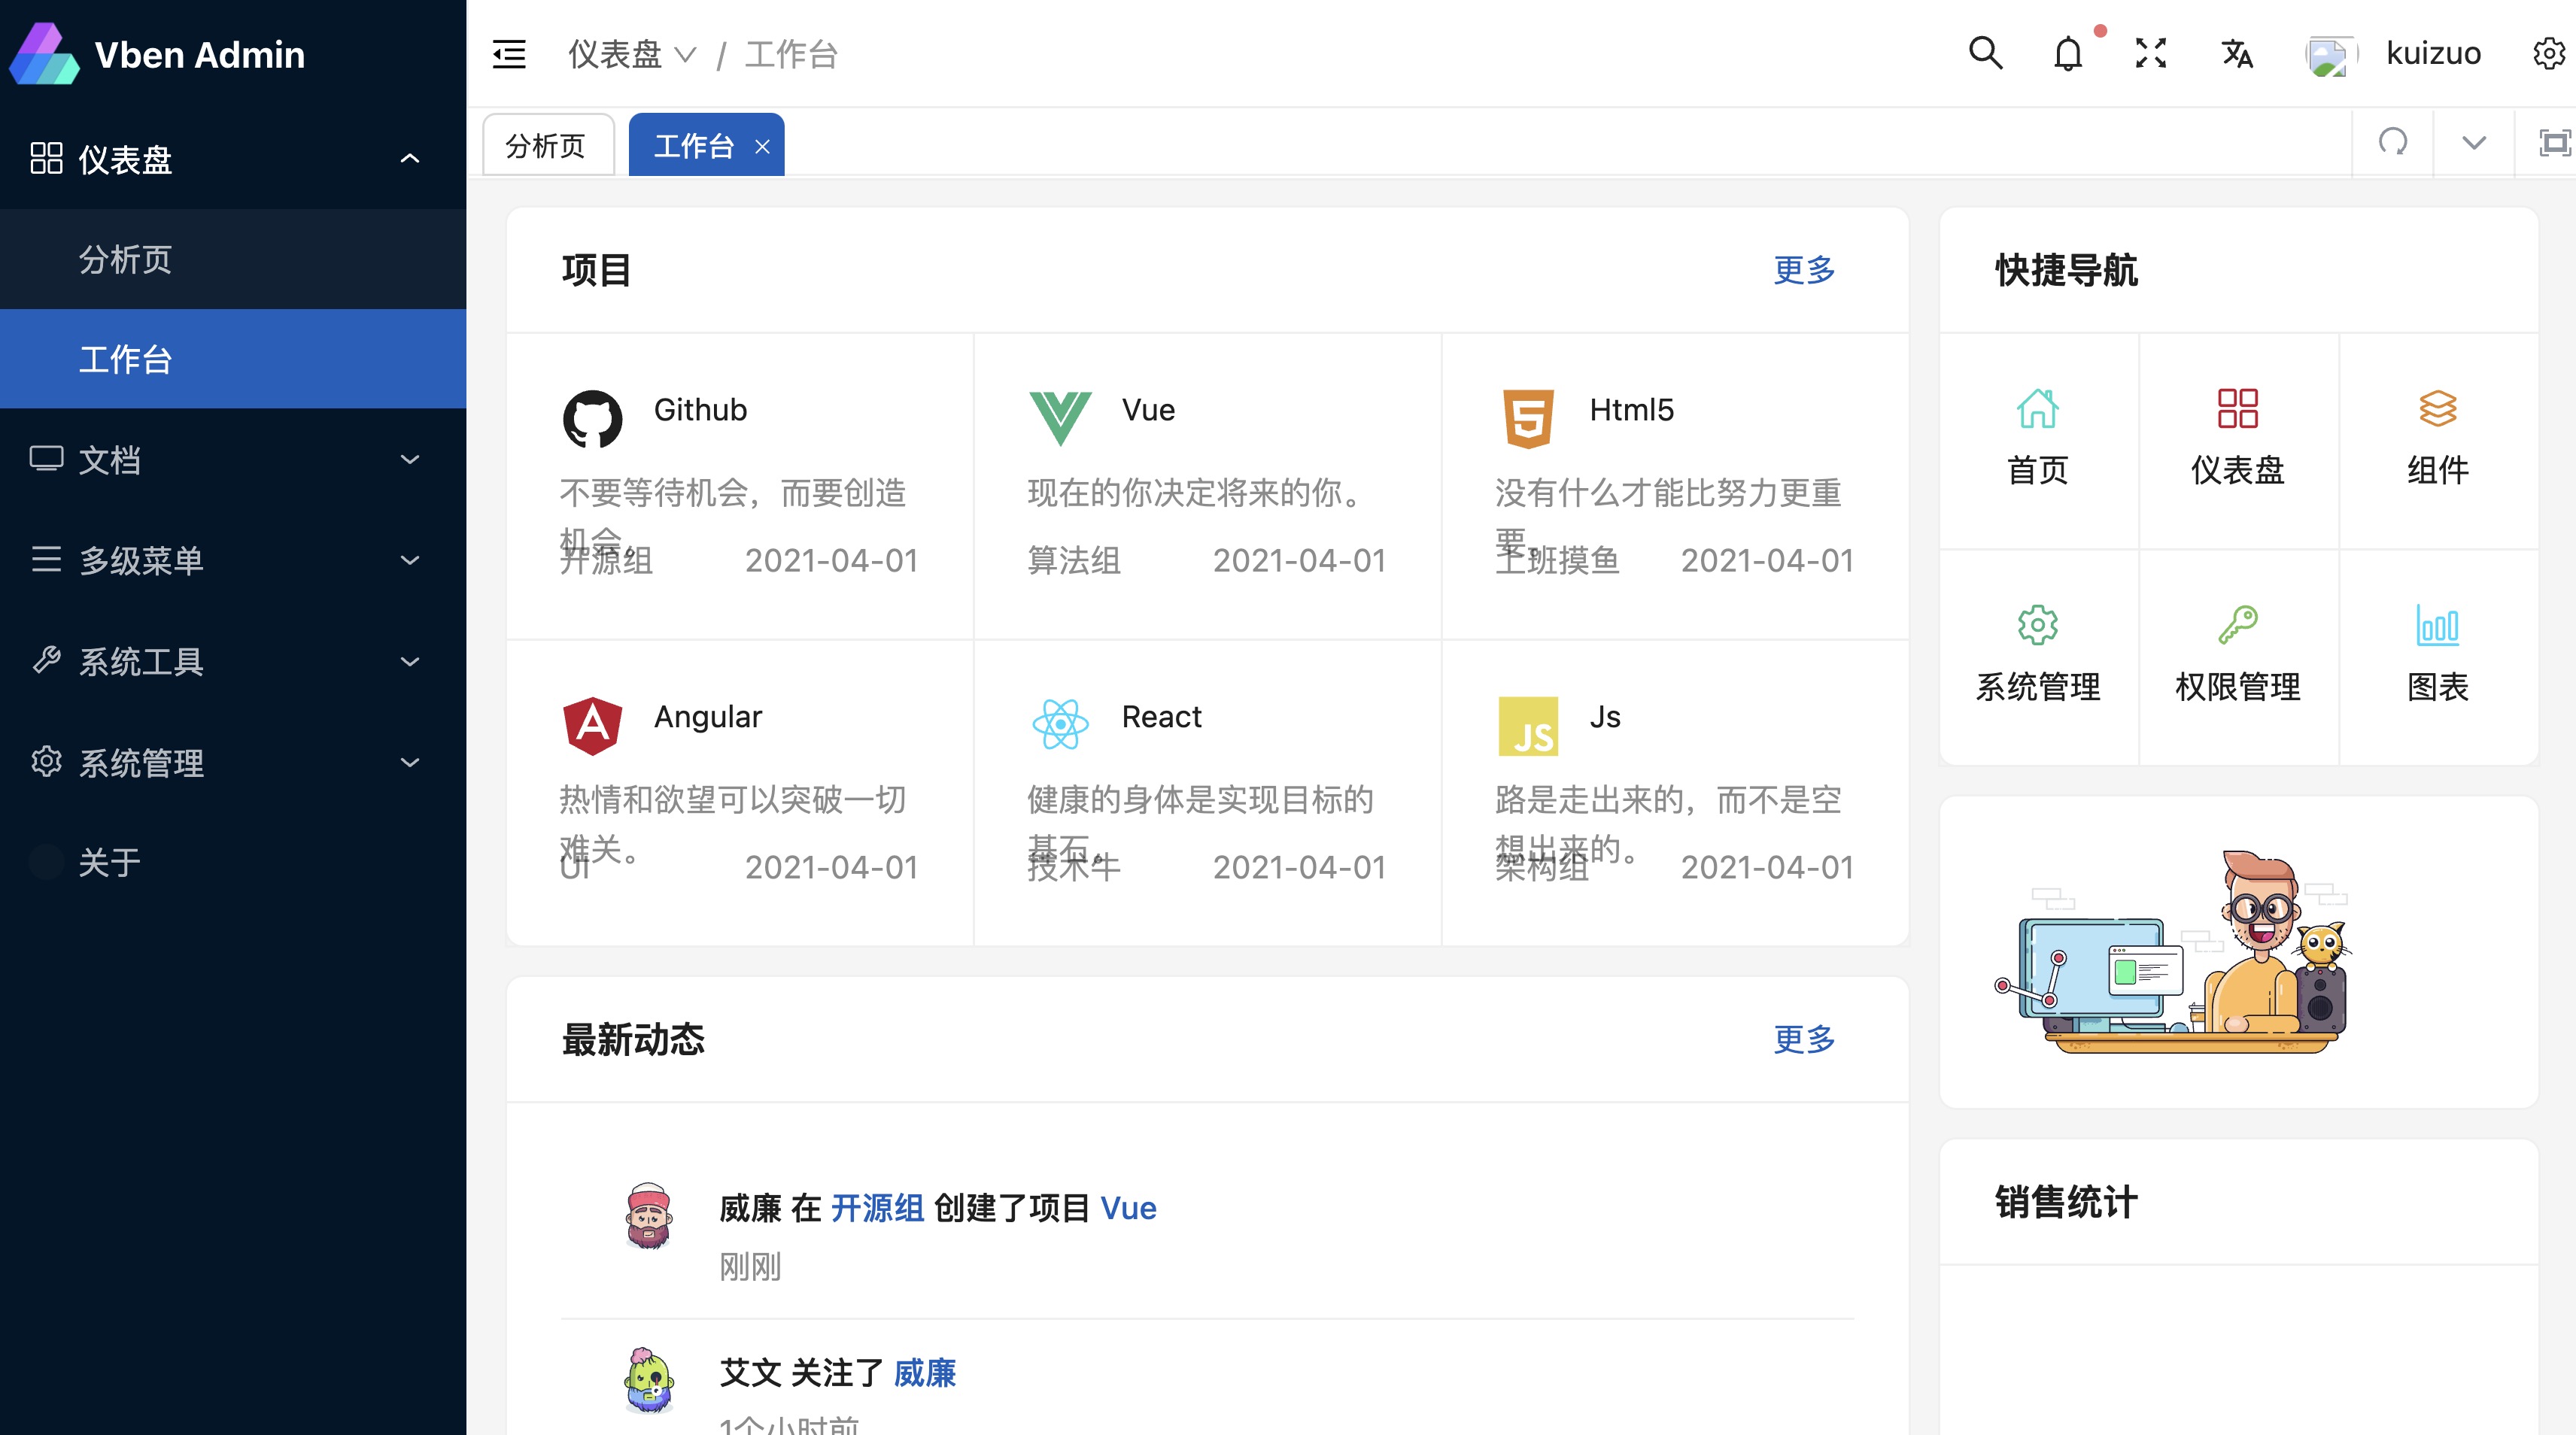 Vben Admin
仪表盘
分析页
工作台
文档
多级菜单
系统工具
系统管理
关于
仪表盘 / 工作台
kuizuo
分析页
工作台
项目
更多
Github
不要等待机会，而要创造
机会。
开源组 2021-04-01
Vue
现在的你决定将来的你。
算法组 2021-04-01
Html5
没有什么才能比努力更重
要。
上班摸鱼 2021-04-01
Angular
热情和欲望可以突破一切
难关。
UI 2021-04-01
React
健康的身体是实现目标的
基石。
技术牛 2021-04-01
JS
Js
路是走出来的，而不是空
想出来的。
架构组 2021-04-01
最新动态
更多
威廉 在 开源组 创建了项目 Vue
刚刚
艾文 关注了 威廉
1个小时前
快捷导航
首页
仪表盘
组件
系统管理
权限管理
图表
销售统计